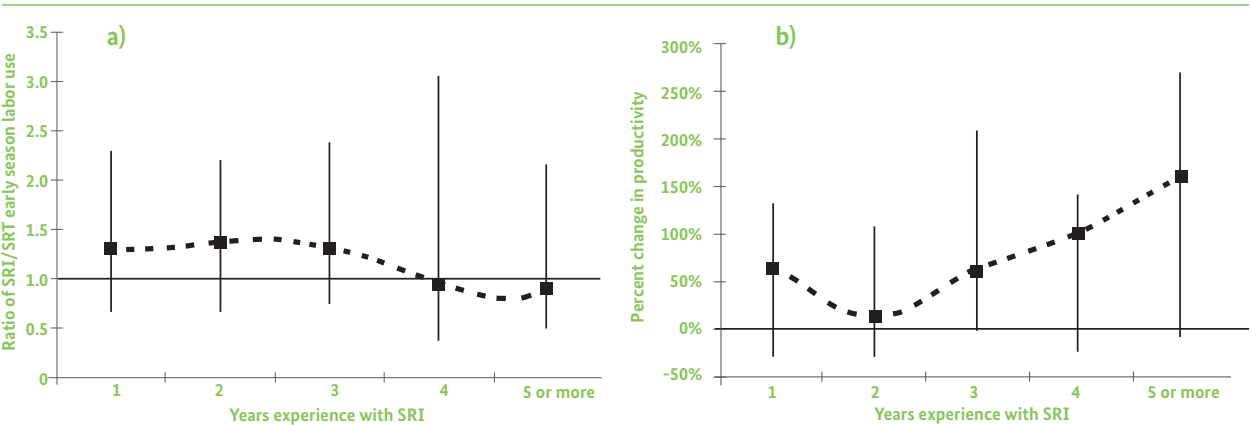 a)
Ratio of SRI/SRT early season labor use
3.5
3.0
2.5
2.0
1.5
1.0
0.5
0
1 2 3 4 5 or more
Years experience with SRI
b)
Percent change in productivity
300%
250%
200%
150%
100%
50%
0%
-50%
1 2 3 4 5 or more
Years experience with SRI